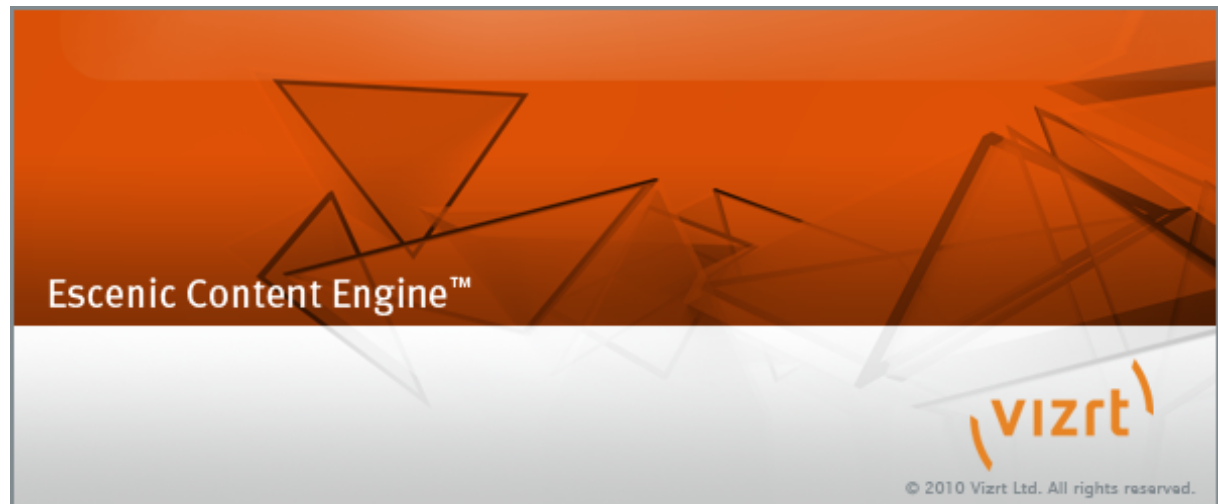 Escenic Content Engine™
vizrt
© 2010 Vizrt Ltd. All rights reserved.